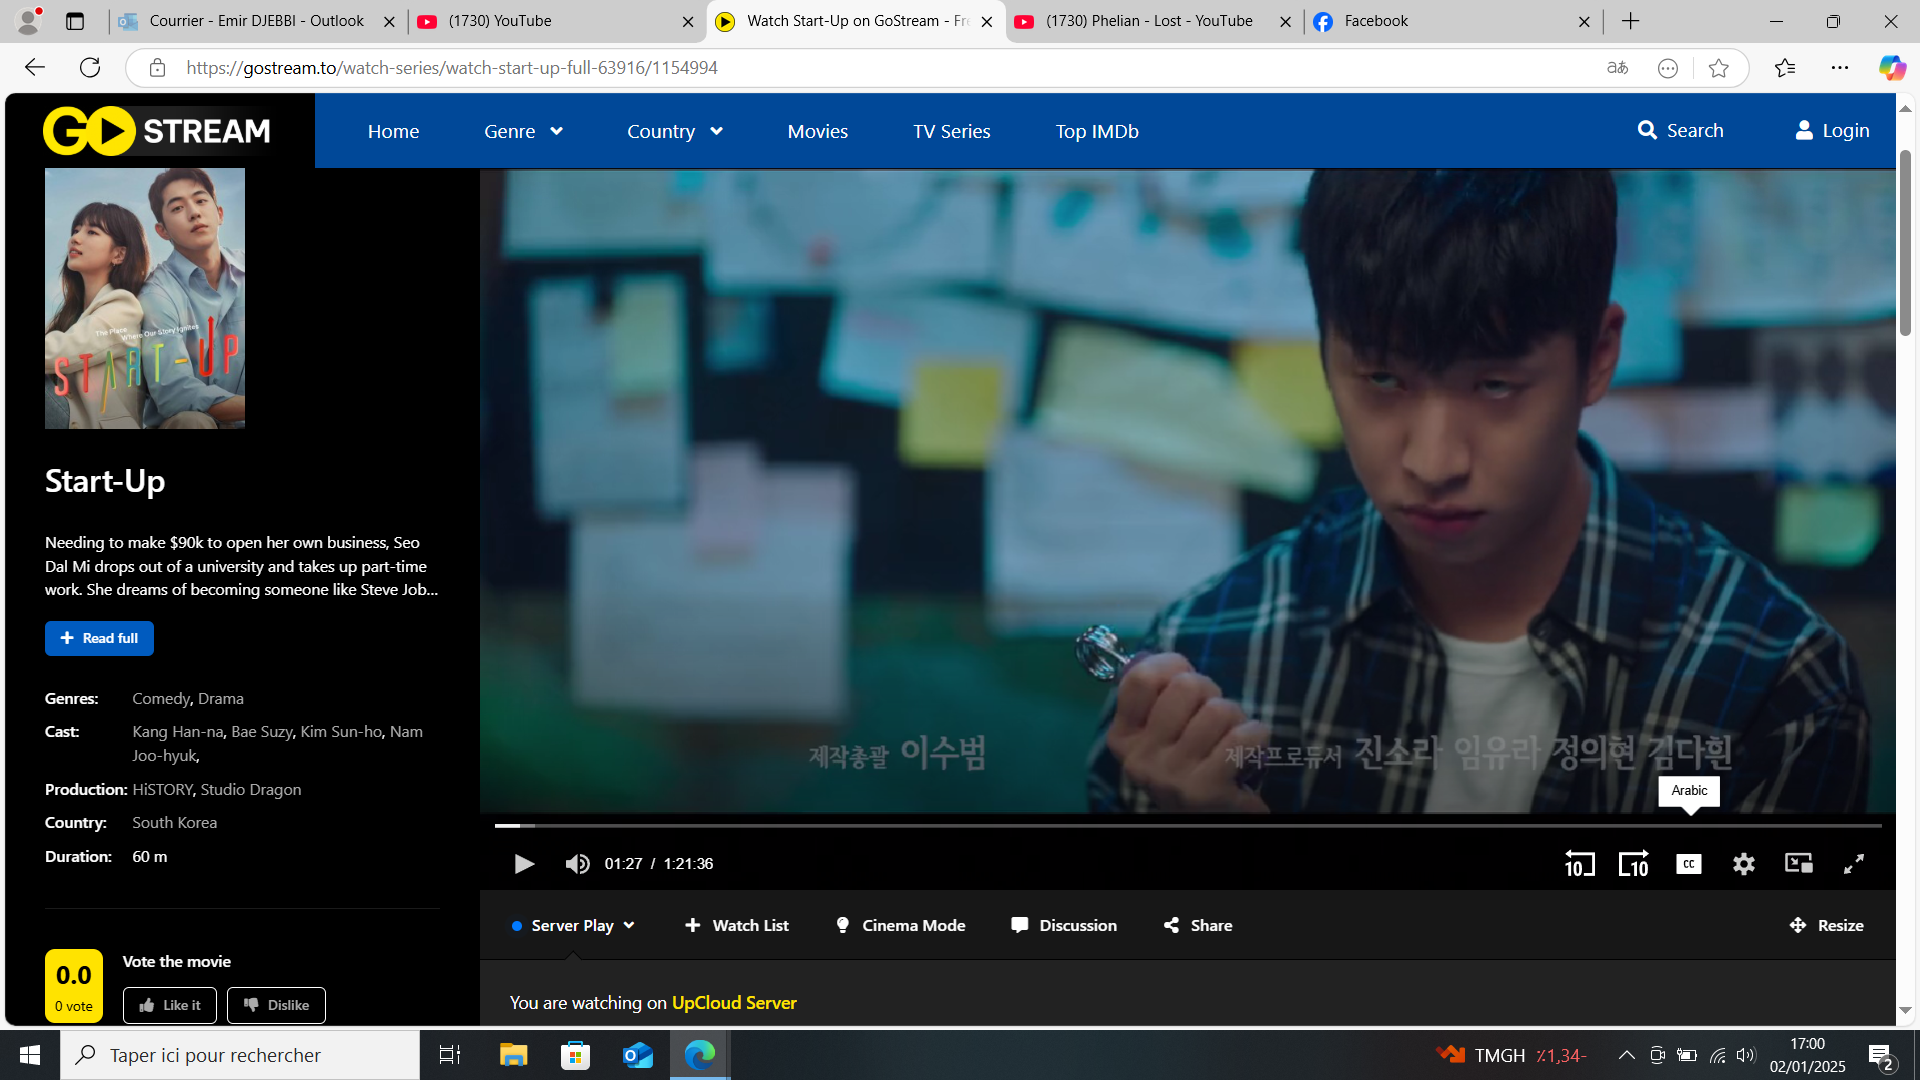 Courrier - Emir DJEBBI - Outlook
(1730) YouTube
Watch Start-Up on GoStream - Fre
(1730) Phelian - Lost - YouTube
Facebook
https://gostream.to/watch-series/watch-start-up-full-63916/1154994
GO STREAM
Home
Genre
Country
Movies
TV Series
Top IMDb
Search
Login
The Place
Where Our Story Ignites
START-UP
Start-Up
Needing to make $90k to open her own business, Seo
Dal Mi drops out of a university and takes up part-time
work. She dreams of becoming someone like Steve Job...
Read full
Genres: Comedy, Drama
Cast: Kang Han-na, Bae Suzy, Kim Sun-ho, Nam
Joo-hyuk,
Production: HiSTORY, Studio Dragon
Country: South Korea
Duration: 60 m
0.0
0 vote
Vote the movie
Like it
Dislike
제작총괄 이수범
제작프로듀서 진소라 임유라 정의현 김다흰
Arabic
01:27 / 1:21:36
10
10
CC
Server Play
Watch List
Cinema Mode
Discussion
Share
Resize
You are watching on UpCloud Server
Taper ici pour rechercher
TMGH ٪1,34-
17:00
02/01/2025
2